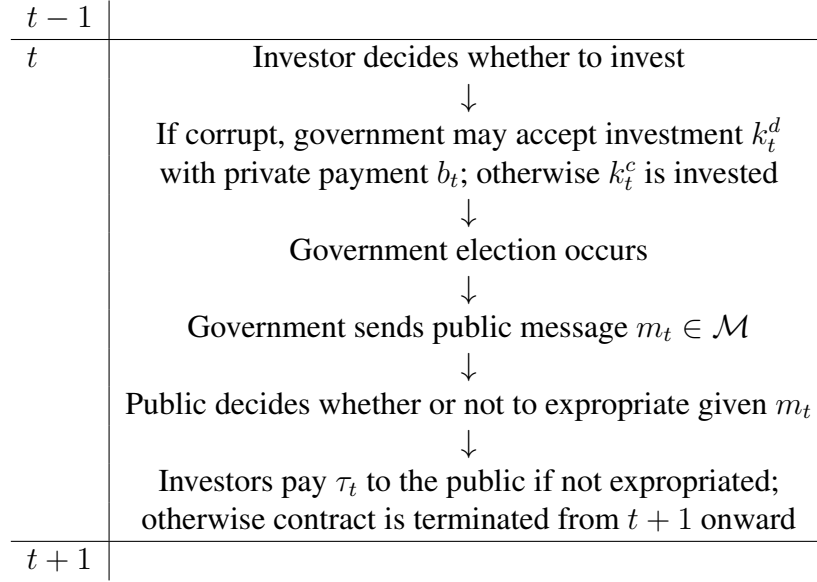 t − 1
t
Investor decides whether to invest
↓
If corrupt, government may accept investment k_t^d
with private payment b_t; otherwise k_t^c is invested
↓
Government election occurs
↓
Government sends public message m_t ∈ ℳ
↓
Public decides whether or not to expropriate given m_t
↓
Investors pay τ_t to the public if not expropriated;
otherwise contract is terminated from t + 1 onward
t + 1